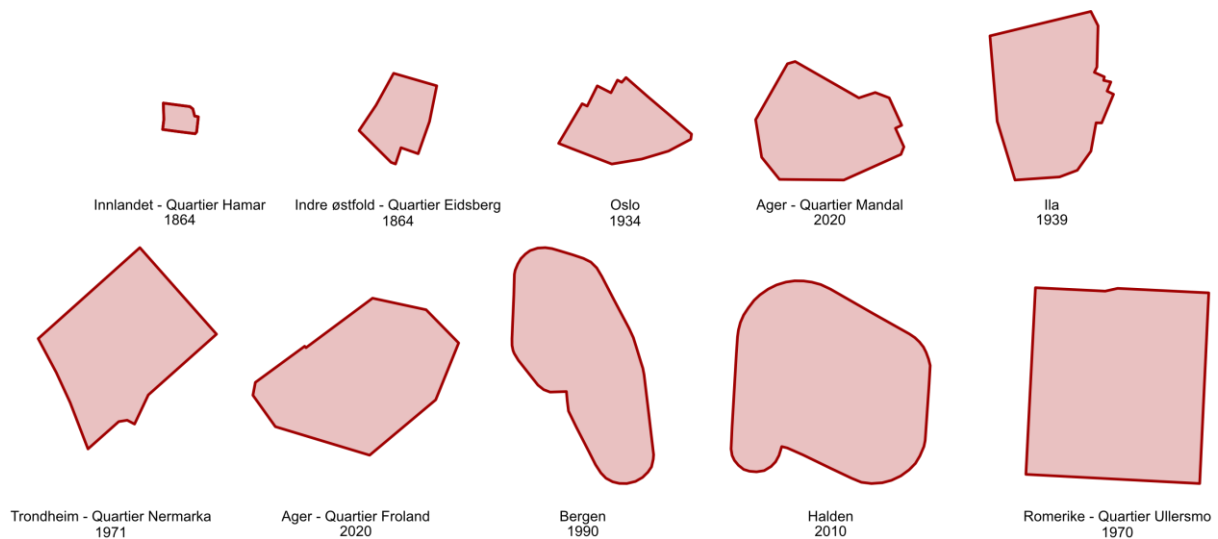 Innlandet - Quartier Hamar
1864
Indre østfold - Quartier Eidsberg
1864
Oslo
1934
Ager - Quartier Mandal
2020
Ila
1939
Trondheim - Quartier Nermarka
1971
Ager - Quartier Froland
2020
Bergen
1990
Halden
2010
Romerike - Quartier Ullersmo
1970